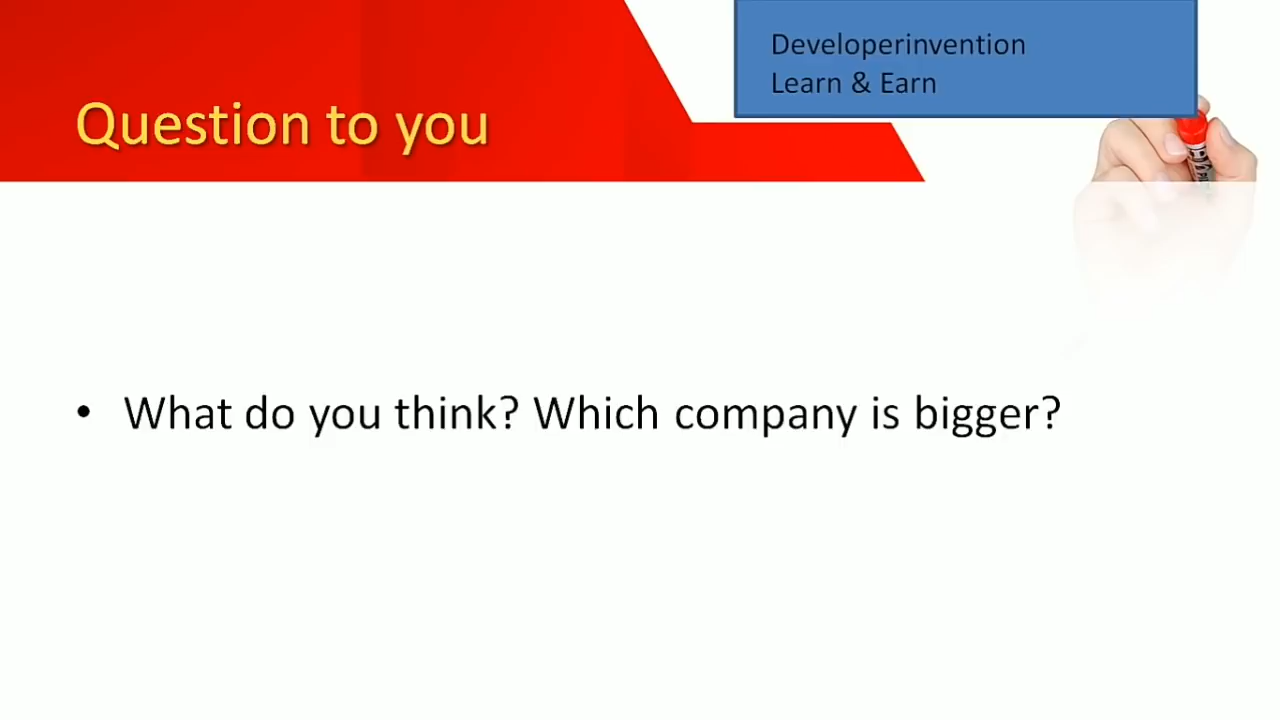 Developerinvention
Learn & Earn
Question to you
• What do you think? Which company is bigger?